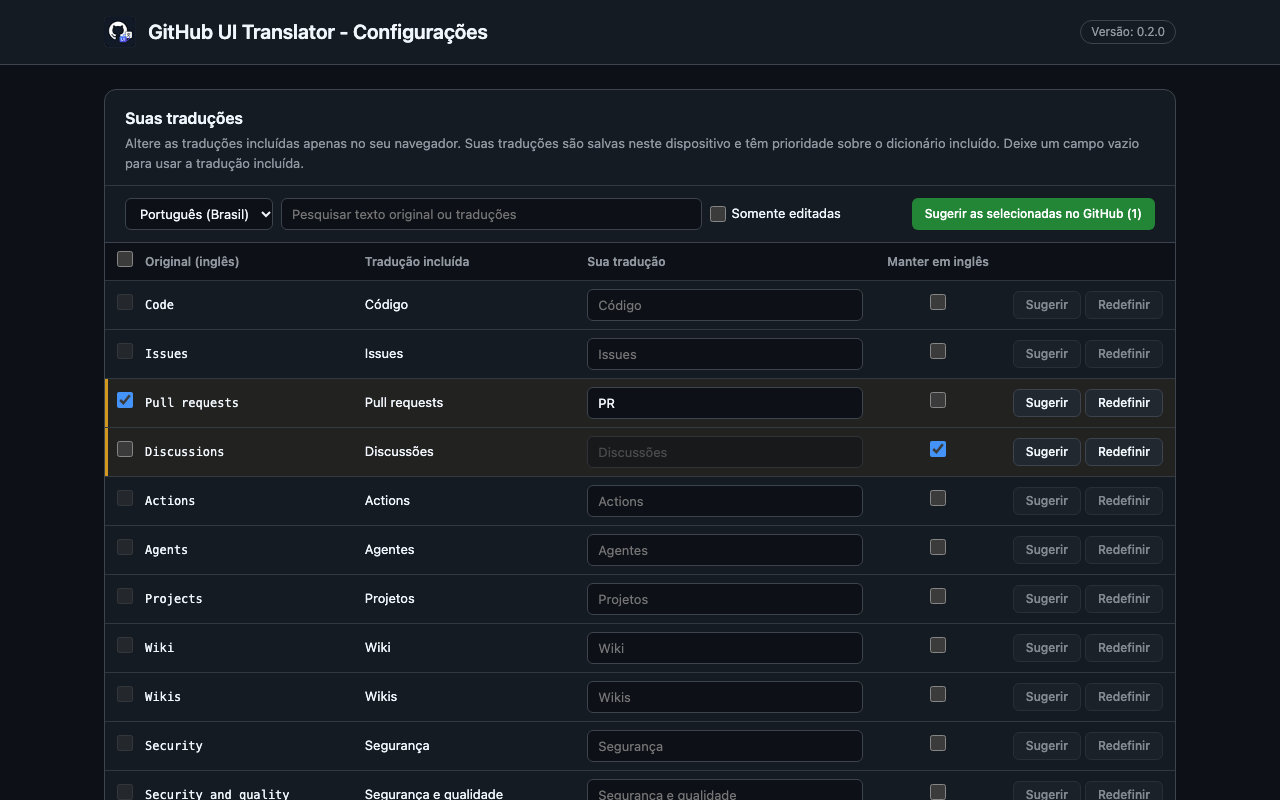 GitHub UI Translator - Configurações
Versão: 0.2.0
Suas traduções
Altere as traduções incluídas apenas no seu navegador. Suas traduções são salvas neste dispositivo e têm prioridade sobre o dicionário incluído. Deixe um campo vazio
para usar a tradução incluída.
Português (Brasil) Pesquisar texto original ou traduções Somente editadas Sugerir as selecionadas no GitHub (1)
Original (inglês) Tradução incluída Sua tradução Manter em inglês
Code Código Código Sugerir Redefinir
Issues Issues Issues Sugerir Redefinir
Pull requests Pull requests PR Sugerir Redefinir
Discussions Discussões Discussões Sugerir Redefinir
Actions Actions Actions Sugerir Redefinir
Agents Agentes Agentes Sugerir Redefinir
Projects Projetos Projetos Sugerir Redefinir
Wiki Wiki Wiki Sugerir Redefinir
Wikis Wikis Wikis Sugerir Redefinir
Security Segurança Segurança Sugerir Redefinir
Security and quality Segurança e qualidade Segurança e qualidade Sugerir Redefinir